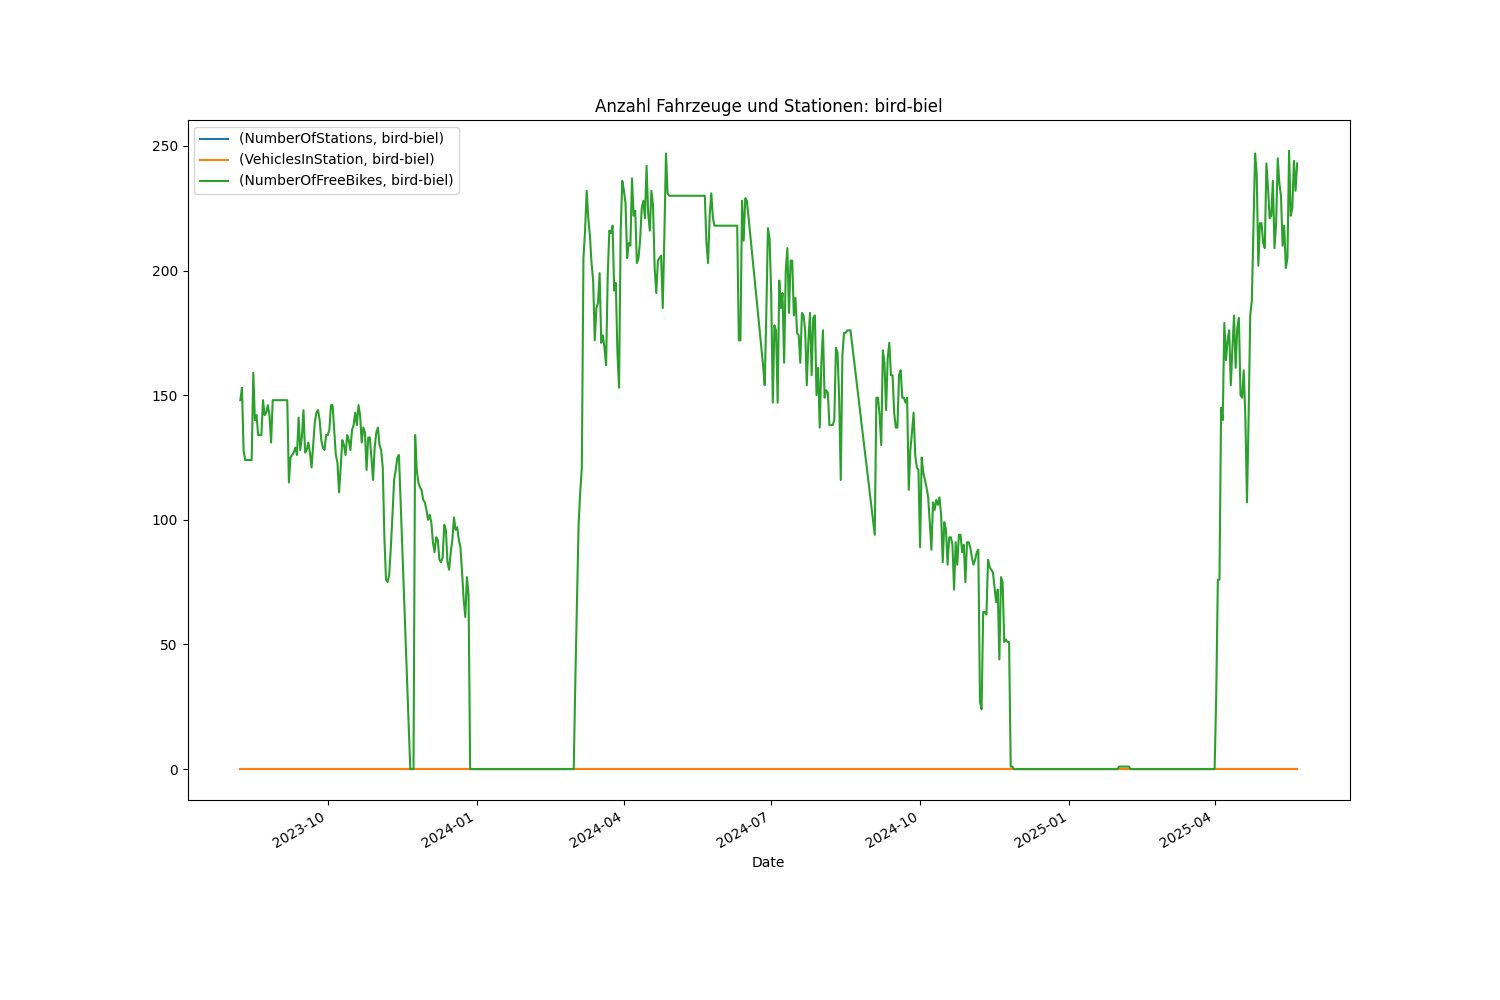 Anzahl Fahrzeuge und Stationen: bird-biel
(NumberOfStations, bird-biel)
(VehiclesInStation, bird-biel)
(NumberOfFreeBikes, bird-biel)
250
200
150
100
50
0
2023-10
2024-01
2024-04
2024-07
2024-10
2025-01
2025-04
Date